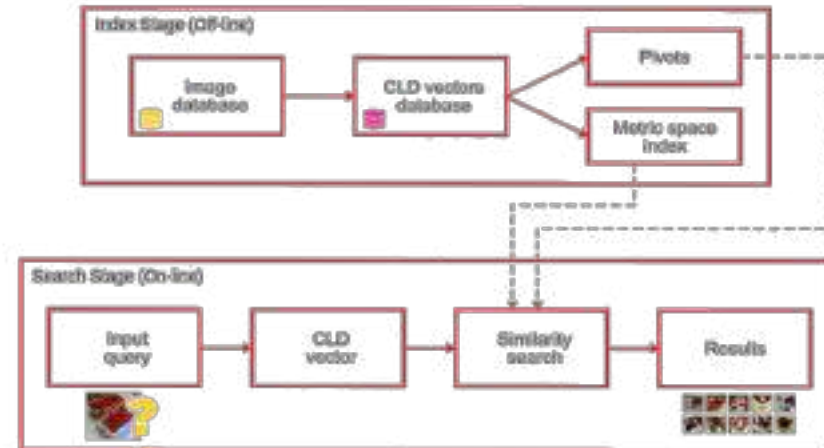 Index Stage (Off-line)
Image
database
CLD vectors
database
Pivots
Metric space
index
Search Stage (On-line)
Input
query
CLD
vector
Similarity
search
Results
?